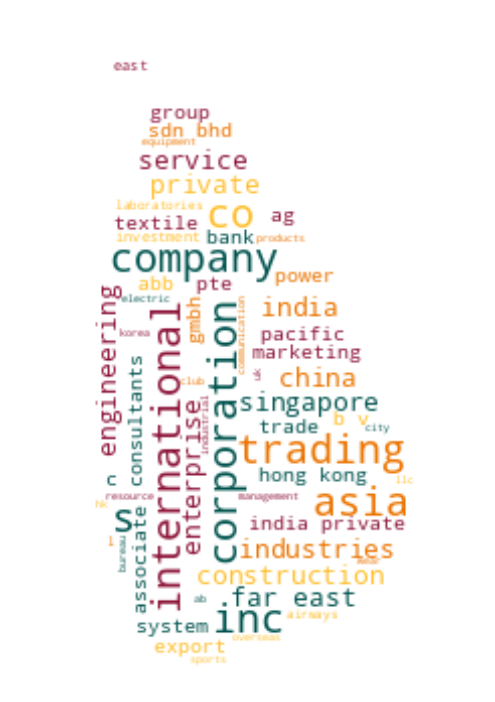 east
group
sdn bhd
equipment
service
private
laboratories
co
textile
ag
investment
bank
products
company
power
abb
pte
engineering
electric
international
gmbh
corporation
communication
india
korea
pacific
marketing
consultants
uk
china
club
enterprise
industrial
singapore
b v
trade
city
trading
c
hong kong
llc
resource
management
asia
hk
s
associate
india private
l
bureau
industries
construction
ab
far east
inc
system
airways
overseas
export
sports